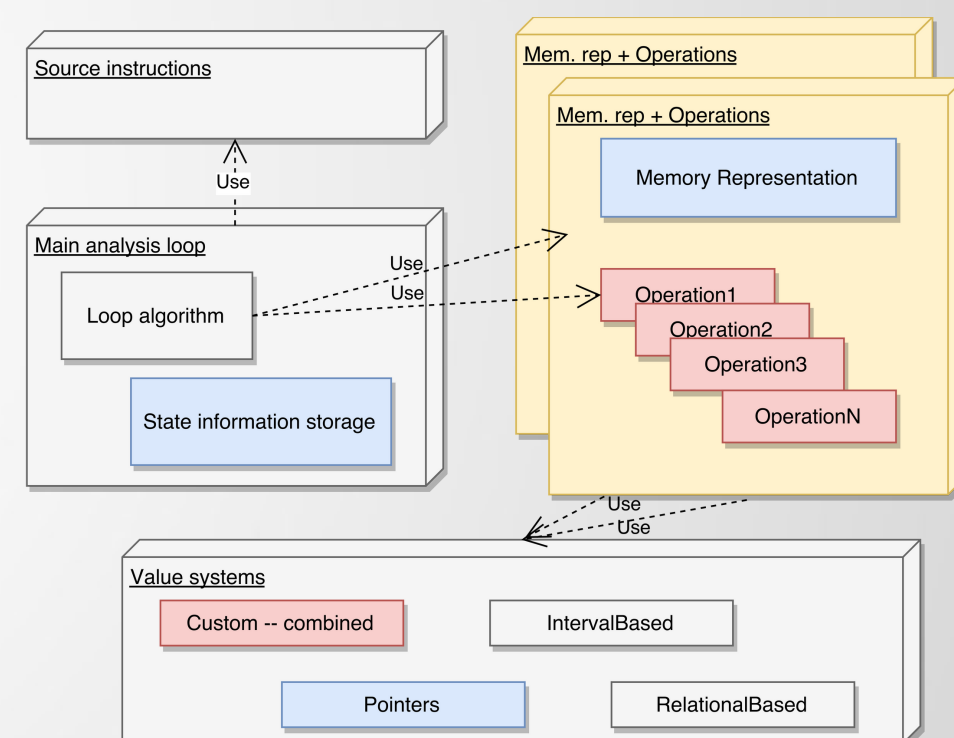 Source instructions
Mem. rep + Operations
Mem. rep + Operations
Memory Representation
Use
Main analysis loop
Use
Use
Loop algorithm
Operation1
Operation2
Operation3
OperationN
State information storage
Use
Use
Value systems
Custom -- combined
IntervalBased
Pointers
RelationalBased